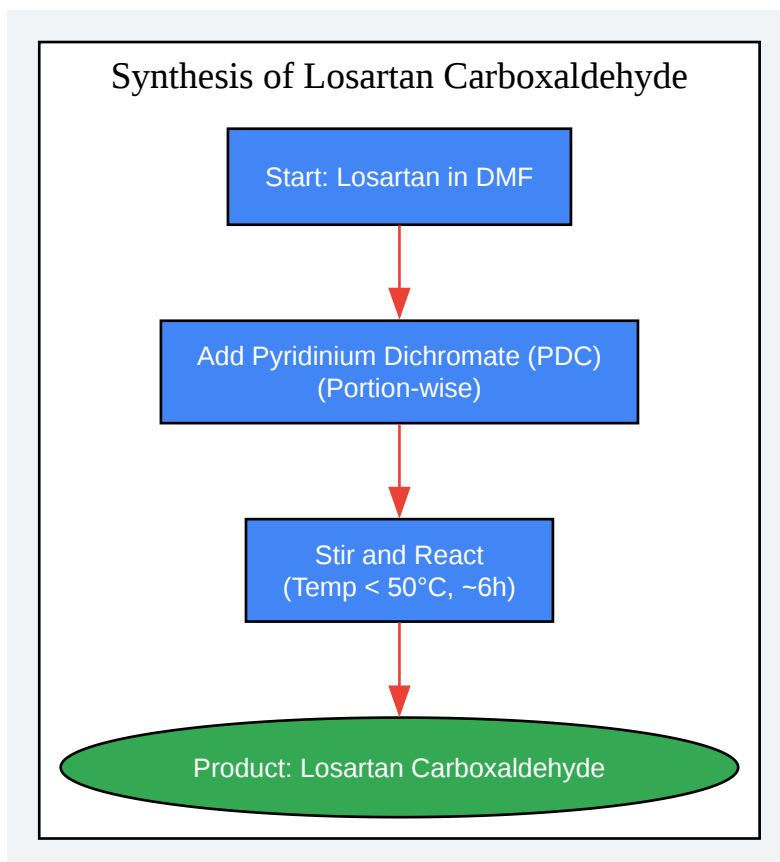 Synthesis of Losartan Carboxaldehyde
Start: Losartan in DMF
Add Pyridinium Dichromate (PDC)
(Portion-wise)
Stir and React
(Temp < 50°C, ~6h)
Product: Losartan Carboxaldehyde